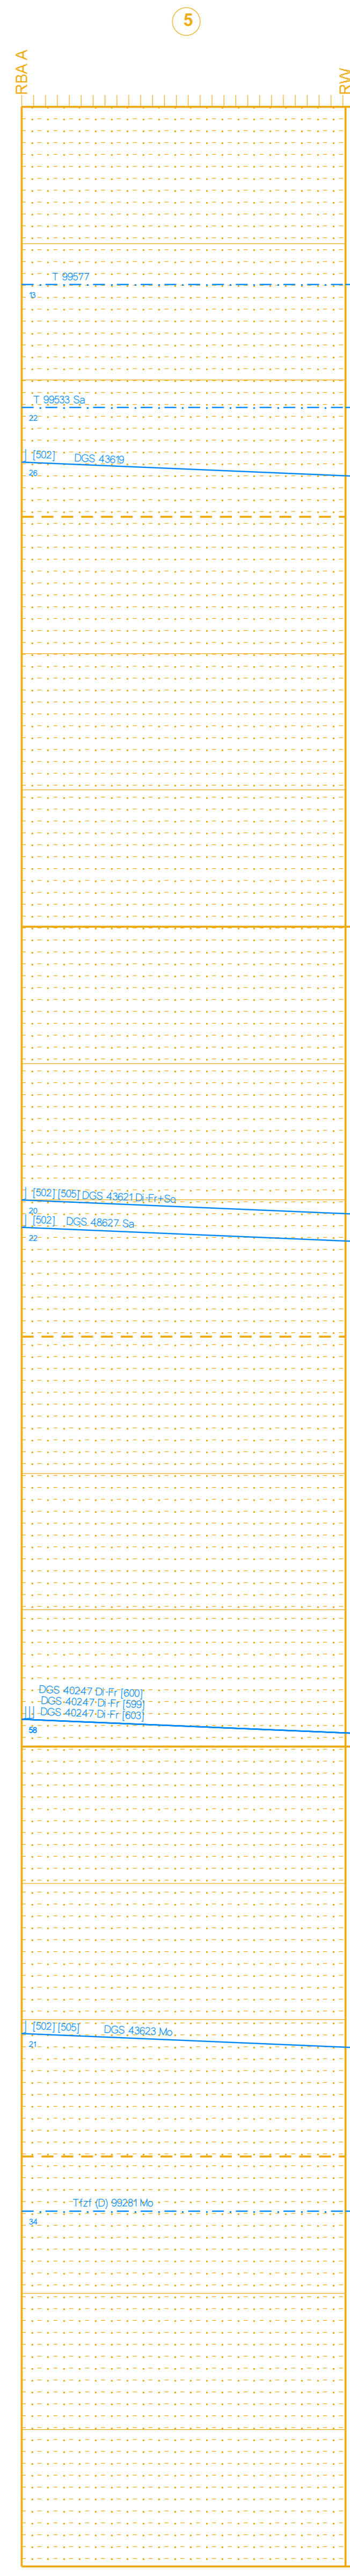 5
RBA A
RW
T 99577
13
T 99533 Sa
22
[502] DGS 43619
26
[502] [505] DGS 43621 Di-Fr+So
20
[502] DGS 48627 Sa
22
DGS 40247 Di-Fr [600]
DGS 40247 Di-Fr [599]
DGS 40247 Di-Fr [603]
58
[502] [505] DGS 43623 Mo
21
Tfzf (D) 99281 Mo
34